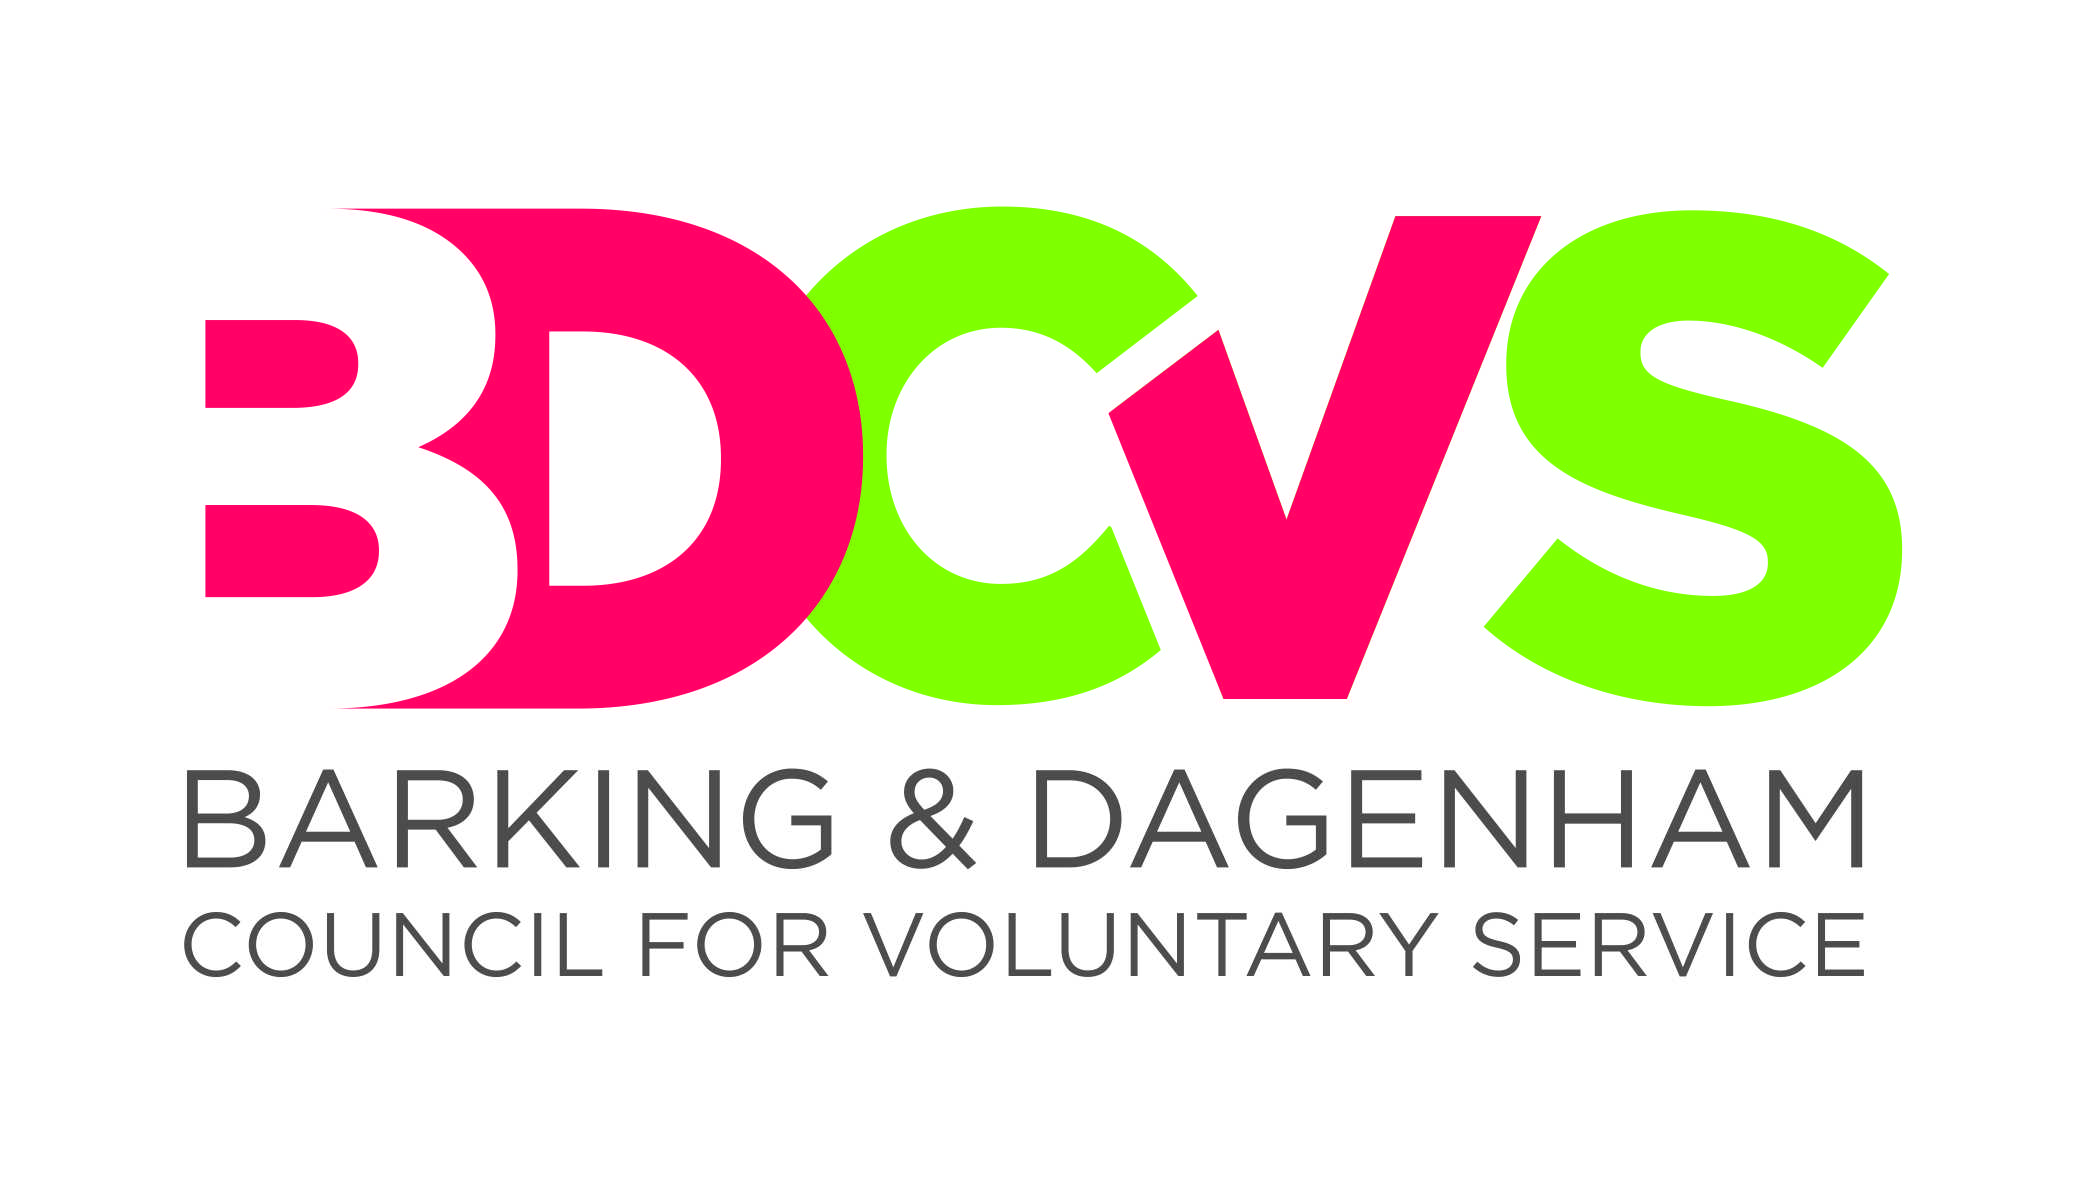 BDCVS
BARKING & DAGENHAM
COUNCIL FOR VOLUNTARY SERVICE